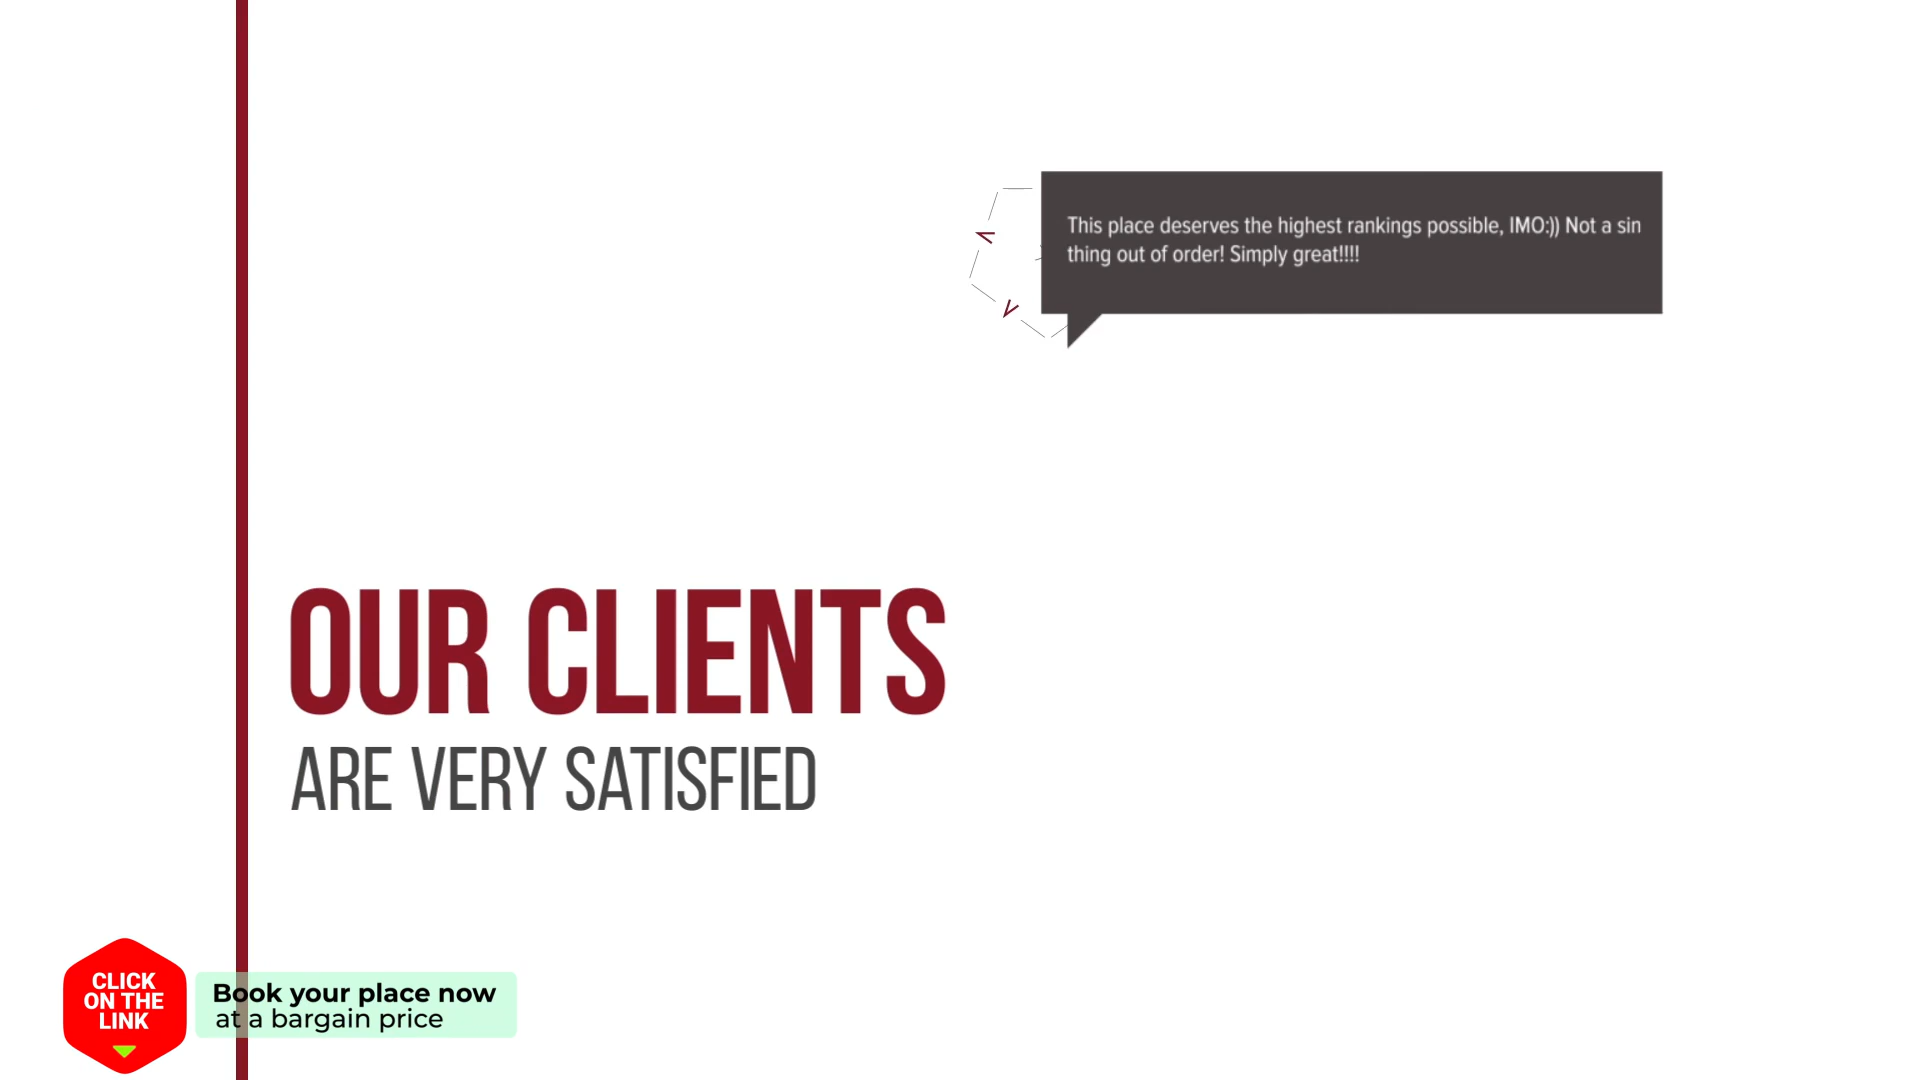 This place deserves the highest rankings possible, IMO:)) Not a sin
thing out of order! Simply great!!!!
OUR CLIENTS
ARE VERY SATISFIED
CLICK
ON THE
LINK
Book your place now
at a bargain price